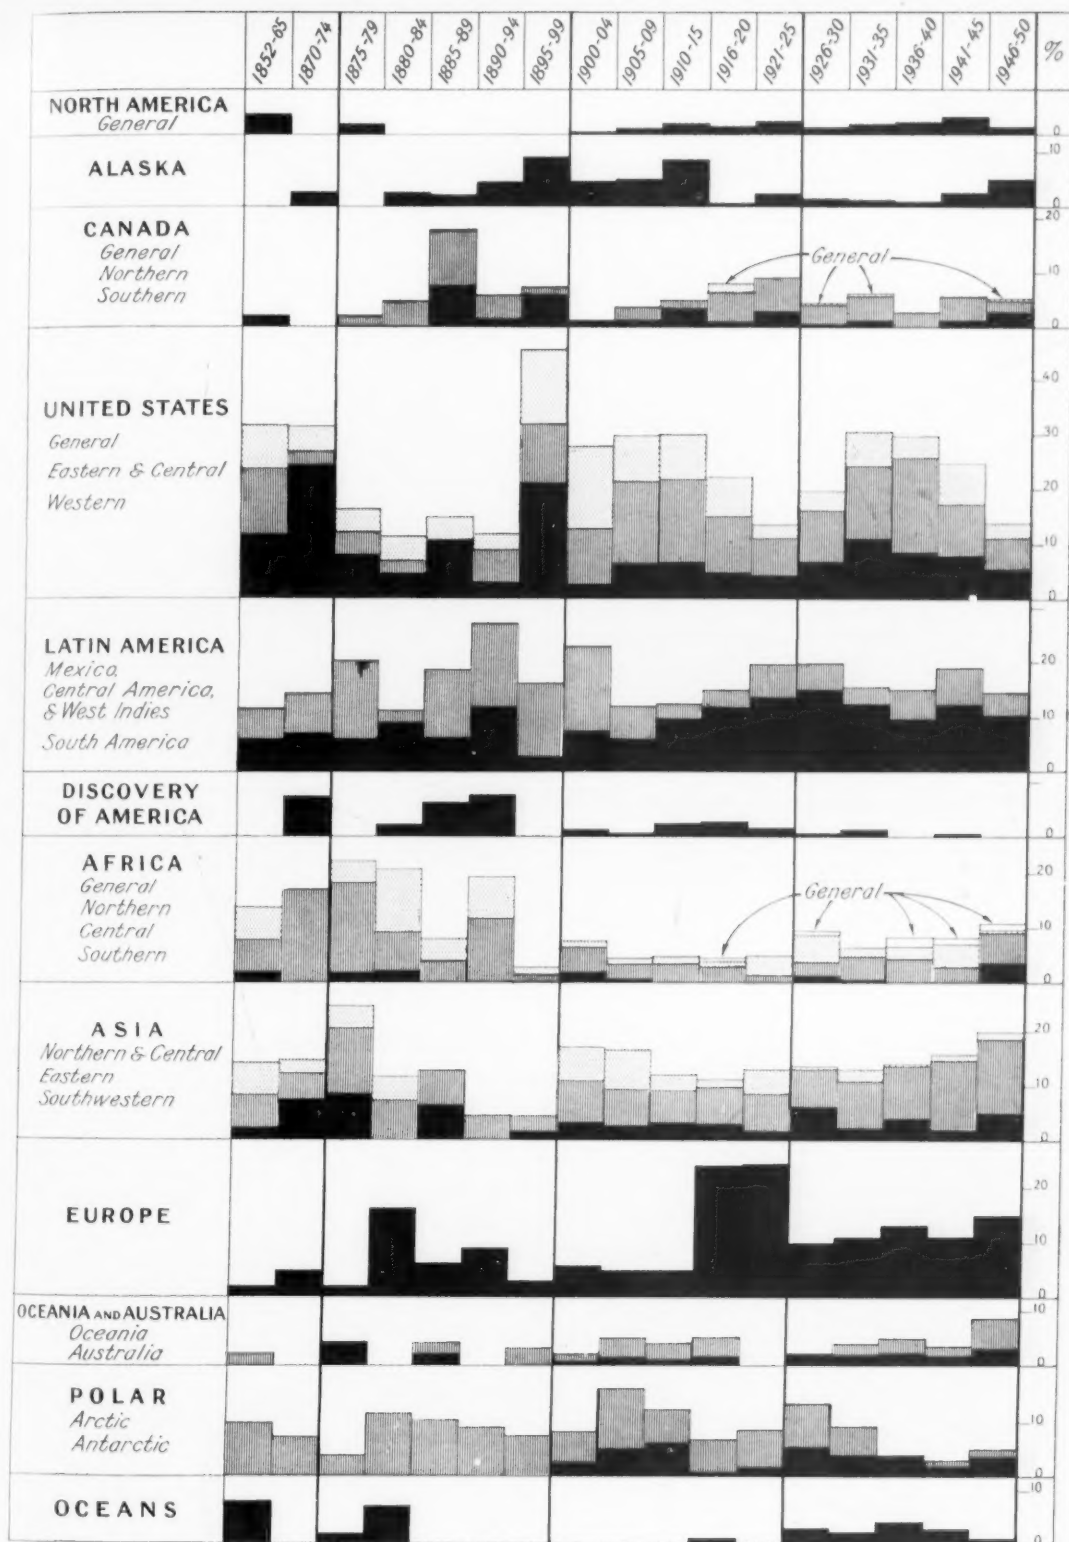 1852-65
1870-74
1875-79
1880-84
1885-89
1890-94
1895-99
1900-04
1905-09
1910-15
1916-20
1921-25
1926-30
1931-35
1936-40
1941-45
1946-50
%
NORTH AMERICA
General
0
ALASKA
10
0
CANADA
General
Northern
Southern
General
20
10
0
UNITED STATES
General
Eastern & Central
Western
40
30
20
10
0
LATIN AMERICA
Mexico,
Central America,
& West Indies
South America
20
10
0
DISCOVERY
OF AMERICA
0
AFRICA
General
Northern
Central
Southern
General
20
10
0
ASIA
Northern & Central
Eastern
Southwestern
20
10
0
EUROPE
20
10
0
OCEANIA AND AUSTRALIA
Oceania
Australia
10
0
POLAR
Arctic
Antarctic
10
0
OCEANS
10
0